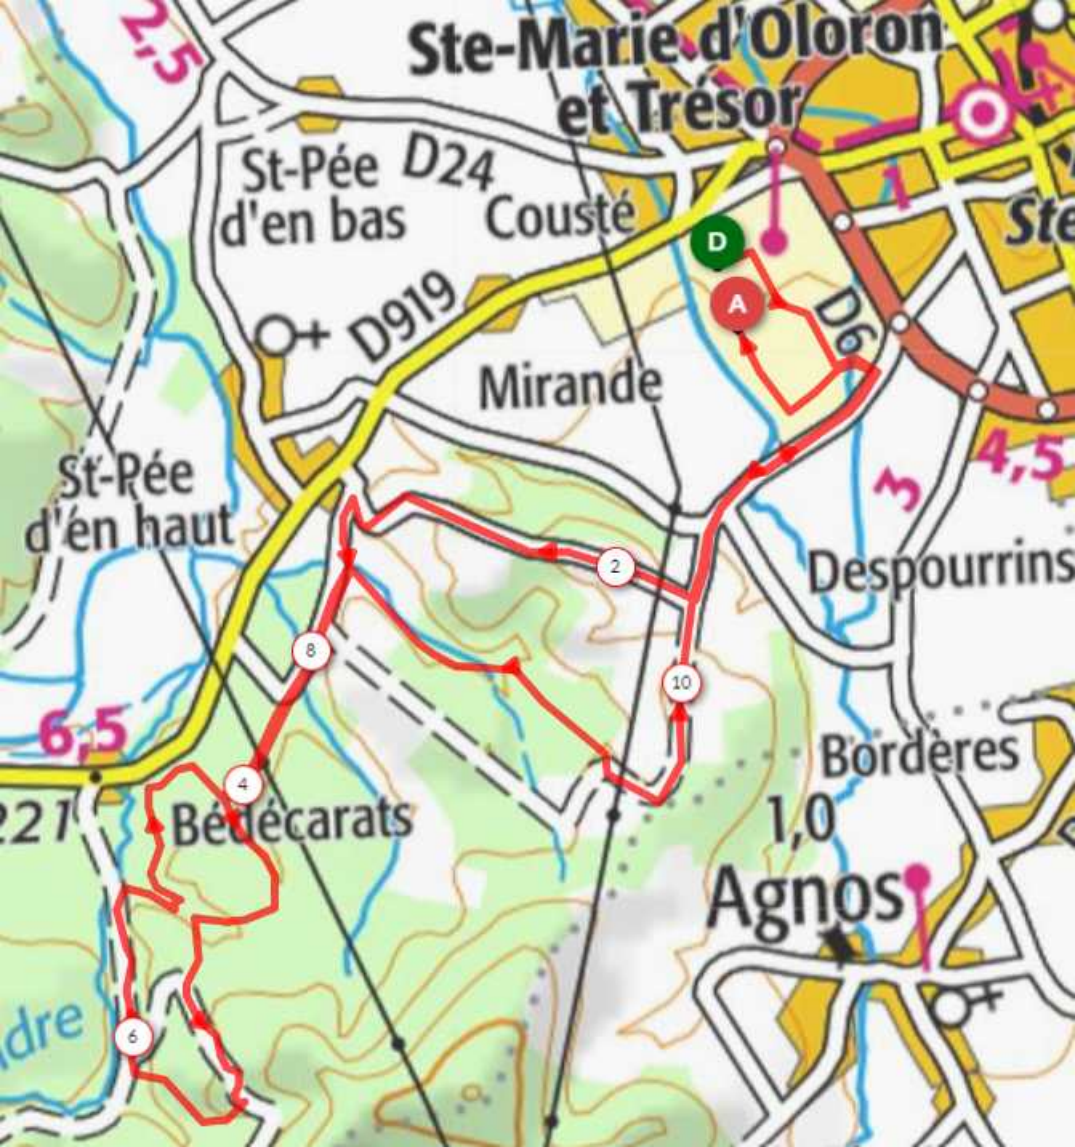 2,5
Ste-Marie d'Oloron
et Trésor
St-Pée
d'en bas
D24
Cousté
1
Ste
D
A
D6
D919
Mirande
4,5
3
St-Pée
d'en haut
2
Despourrins
8
10
6,5
4
Bordères
221
Bédécarats
1,0
Agnos
6
dre